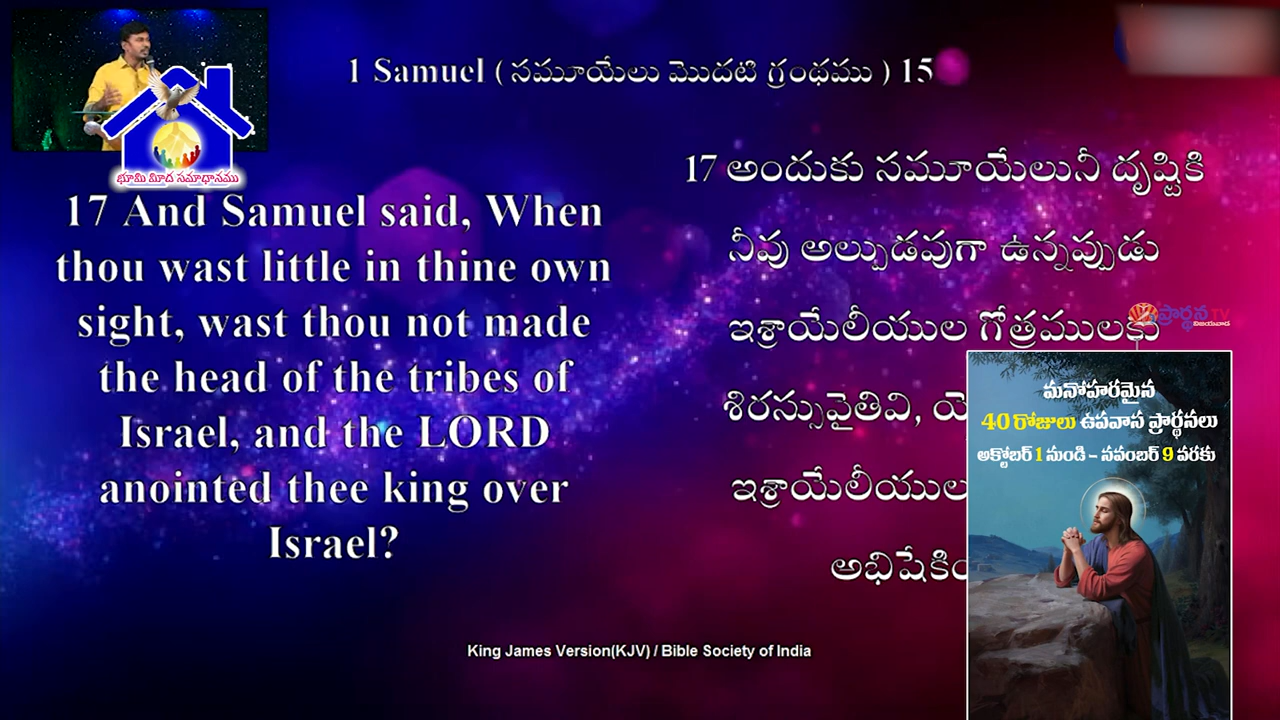 1 Samuel ( సమూయేలు మొదటి గ్రంథము ) 15
భూమి మీద సమాధానము
17 And Samuel said, When
thou wast little in thine own
sight, wast thou not made
the head of the tribes of
Israel, and the LORD
anointed thee king over
Israel?
17 అందుకు సమూయేలునీ దృష్టికి
నీవు అల్పుడవుగా ఉన్నప్పుడు
ఇశ్రాయేలీయుల గోత్రములకు
శిరస్సువైతివి,
ఇశ్రాయేలీయుల
ప్రార్థన TV
విజయవాడ
మనోహరమైన
40 రోజులు ఉపవాస ప్రార్థనలు
అక్టోబర్ 1 నుండి – నవంబర్ 9 వరకు
King James Version(KJV) / Bible Society of India